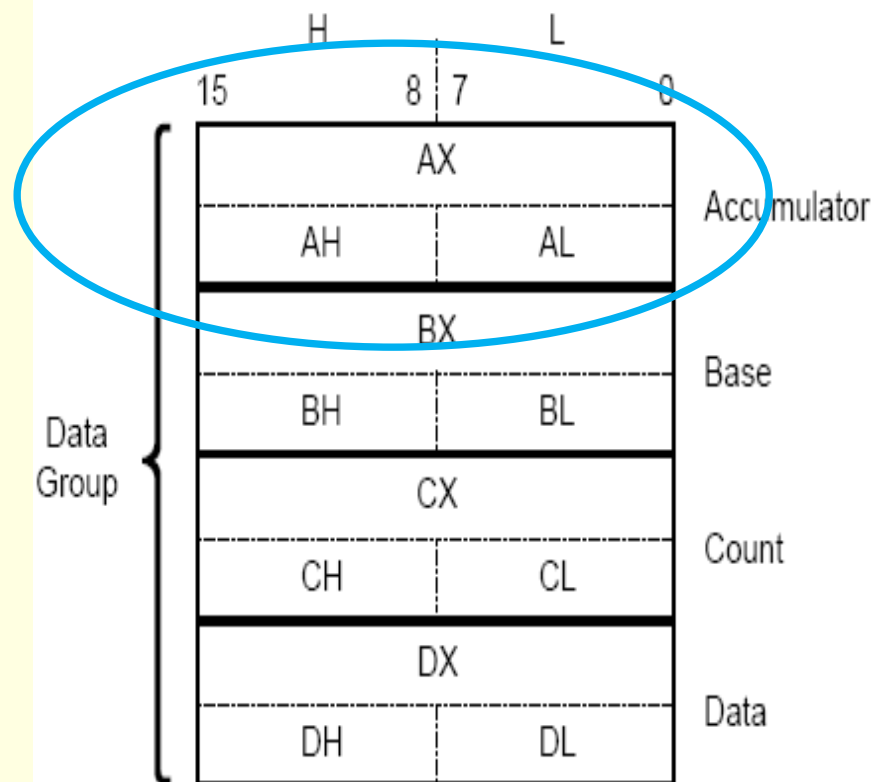 H L
15 8 7 0
AX
Accumulator
AH AL
BX
Base
BH BL
Data
Group
CX
Count
CH CL
DX
Data
DH DL